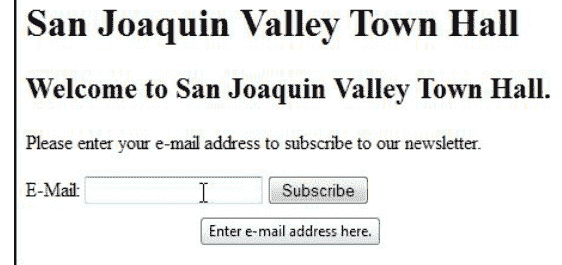 San Joaquin Valley Town Hall
Welcome to San Joaquin Valley Town Hall.
Please enter your e-mail address to subscribe to our newsletter.
E-Mail: Subscribe
Enter e-mail address here.